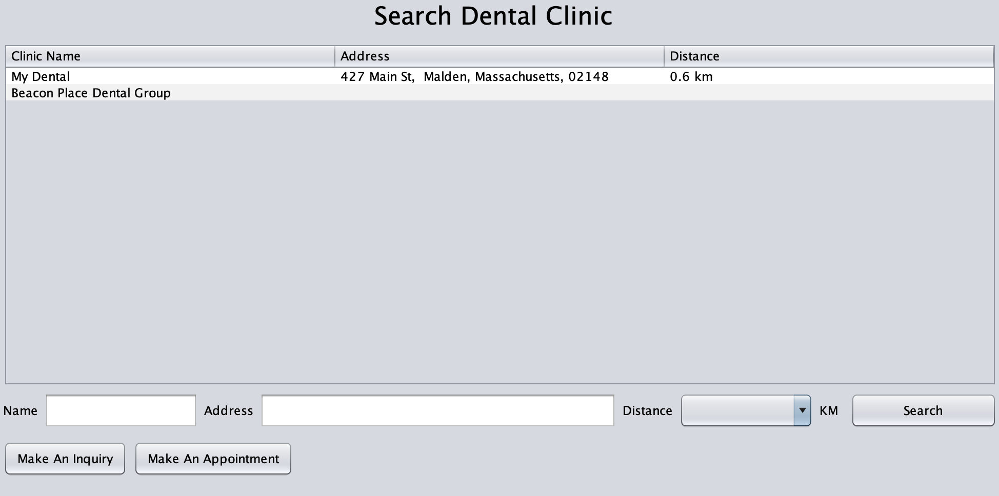 Search Dental Clinic
Clinic Name Address Distance
My Dental 427 Main St,  Malden, Massachusetts, 02148 0.6 km
Beacon Place Dental Group
Name Address Distance KM Search
Make An Inquiry Make An Appointment